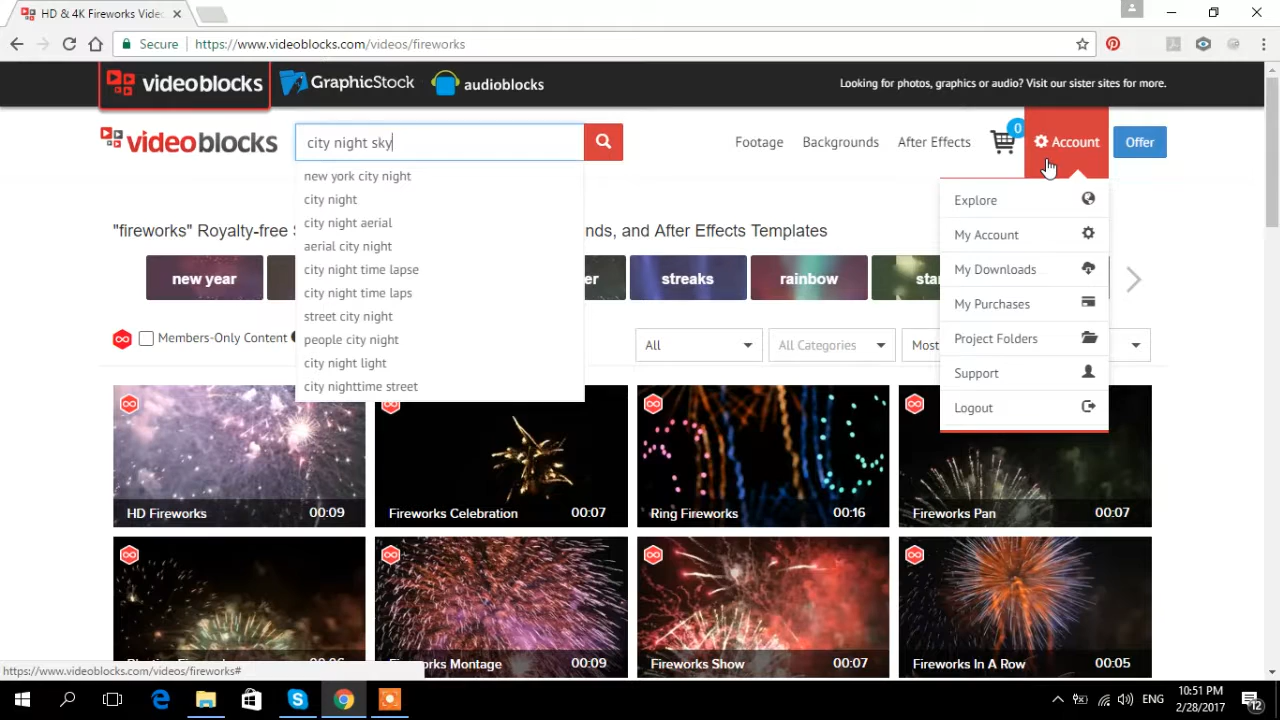 HD & 4K Fireworks Vide
Secure https://www.videoblocks.com/videos/fireworks
videoblocks GraphicStock audioblocks Looking for photos, graphics or audio? Visit our sister sites for more.
videoblocks city night sky Footage Backgrounds After Effects 0 Account Offer
new york city night
city night
city night aerial
aerial city night
city night time lapse
city night time laps
street city night
people city night
city night light
city nighttime street
Explore
My Account
My Downloads
My Purchases
Project Folders
Support
Logout
"fireworks" Royalty-free S nds, and After Effects Templates
new year er streaks rainbow sta
Members-Only Content All All Categories Most
HD Fireworks 00:09 Fireworks Celebration 00:07 Ring Fireworks 00:16 Fireworks Pan 00:07
Fireworks Montage 00:09 Fireworks Show 00:07 Fireworks In A Row 00:05
https://www.videoblocks.com/videos/fireworks#
ENG 10:51 PM
2/28/2017 12